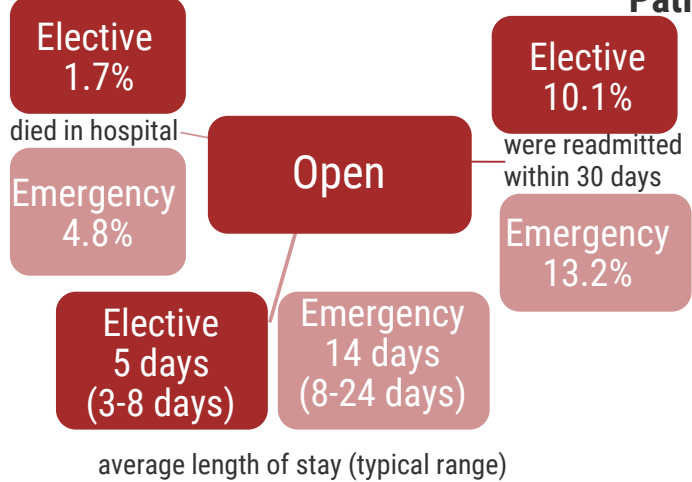 Elective
1.7%
died in hospital
Emergency
4.8%
Open
Elective
10.1%
were readmitted
within 30 days
Emergency
13.2%
Elective
5 days
(3-8 days)
Emergency
14 days
(8-24 days)
average length of stay (typical range)